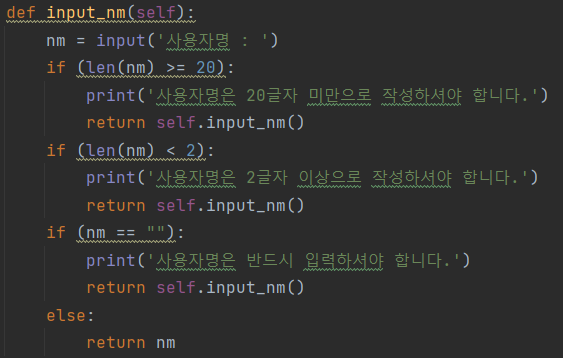 def input_nm(self):
    nm = input('사용자명 : ')
    if (len(nm) >= 20):
        print('사용자명은 20글자 미만으로 작성하셔야 합니다.')
        return self.input_nm()
    if (len(nm) < 2):
        print('사용자명은 2글자 이상으로 작성하셔야 합니다.')
        return self.input_nm()
    if (nm == ""):
        print('사용자명은 반드시 입력하셔야 합니다.')
        return self.input_nm()
    else:
        return nm